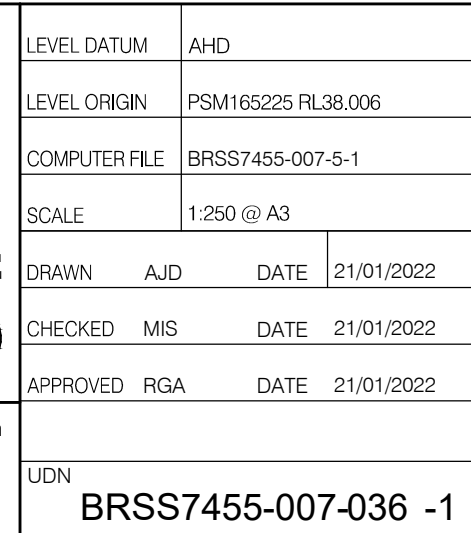 LEVEL DATUM AHD
LEVEL ORIGIN PSM165225 RL38.006
COMPUTER FILE BRSS7455-007-5-1
SCALE 1:250 @ A3
DRAWN AJD DATE 21/01/2022
CHECKED MIS DATE 21/01/2022
APPROVED RGA DATE 21/01/2022
UDN
BRSS7455-007-036 -1